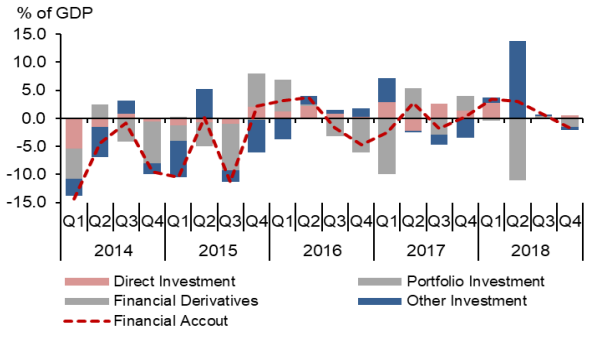 % of GDP
15.0
10.0
5.0
0.0
-5.0
-10.0
-15.0
Q1 Q2 Q3 Q4 Q1 Q2 Q3 Q4 Q1 Q2 Q3 Q4 Q1 Q2 Q3 Q4 Q1 Q2 Q3 Q4
2014 2015 2016 2017 2018
Direct Investment Portfolio Investment
Financial Derivatives Other Investment
Financial Accout